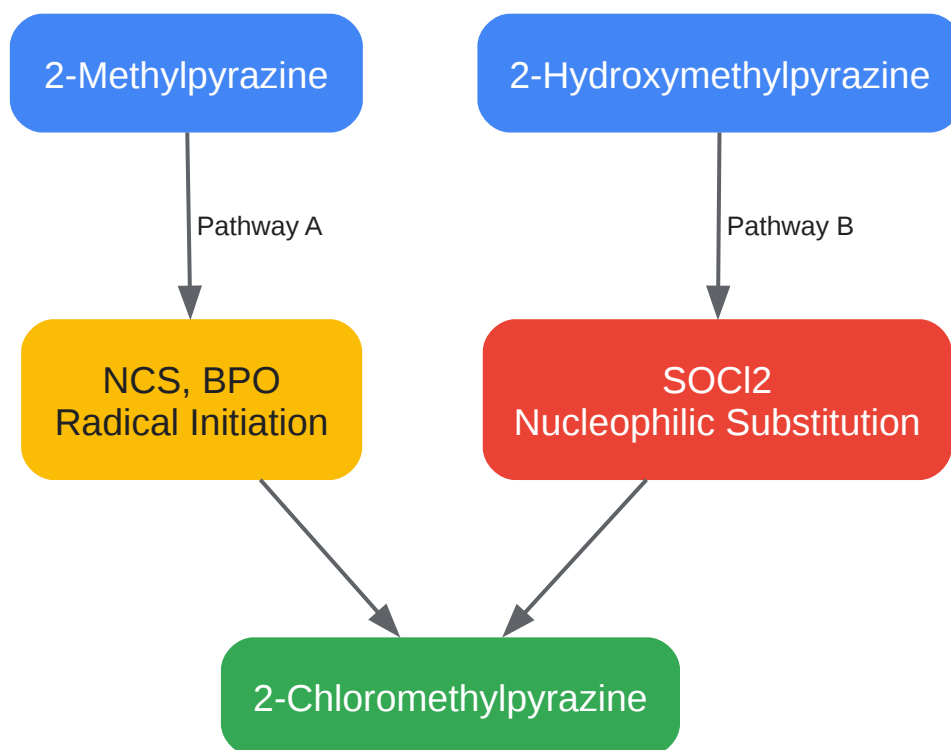 2-Methylpyrazine
2-Hydroxymethylpyrazine
Pathway A
Pathway B
NCS, BPO
Radical Initiation
SOCl2
Nucleophilic Substitution
2-Chloromethylpyrazine